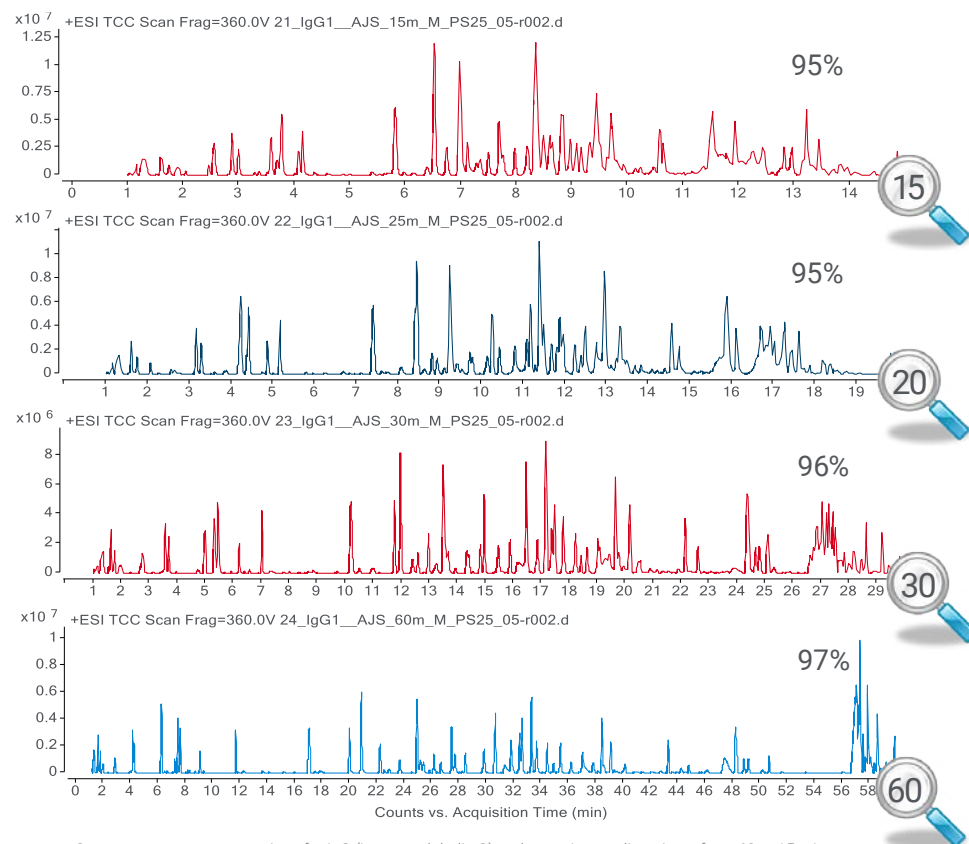 x10 7
+ESI TCC Scan Frag=360.0V 21_IgG1__AJS_15m_M_PS25_05-r002.d
1.25
1
0.75
0.5
0.25
0
95%
0 1 2 3 4 5 6 7 8 9 10 11 12 13 14
15
x10 7
+ESI TCC Scan Frag=360.0V 22_IgG1__AJS_25m_M_PS25_05-r002.d
1
0.8
0.6
0.4
0.2
0
95%
1 2 3 4 5 6 7 8 9 10 11 12 13 14 15 16 17 18 19
20
x10 6
+ESI TCC Scan Frag=360.0V 23_IgG1__AJS_30m_M_PS25_05-r002.d
8
6
4
2
0
96%
1 2 3 4 5 6 7 8 9 10 11 12 13 14 15 16 17 18 19 20 21 22 23 24 25 26 27 28 29
30
x10 7
+ESI TCC Scan Frag=360.0V 24_IgG1__AJS_60m_M_PS25_05-r002.d
1
0.8
0.6
0.4
0.2
0
97%
0 2 4 6 8 10 12 14 16 18 20 22 24 26 28 30 32 34 36 38 40 42 44 46 48 50 52 54 56 58
60
Counts vs. Acquisition Time (min)